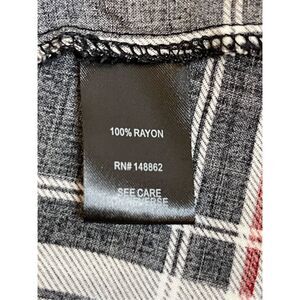 100% RAYON
RN# 148862
SEE CARE
ON REVERSE